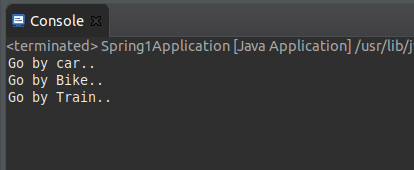 Console
<terminated> Spring1Application [Java Application] /usr/lib/j
Go by car..
Go by Bike..
Go by Train..